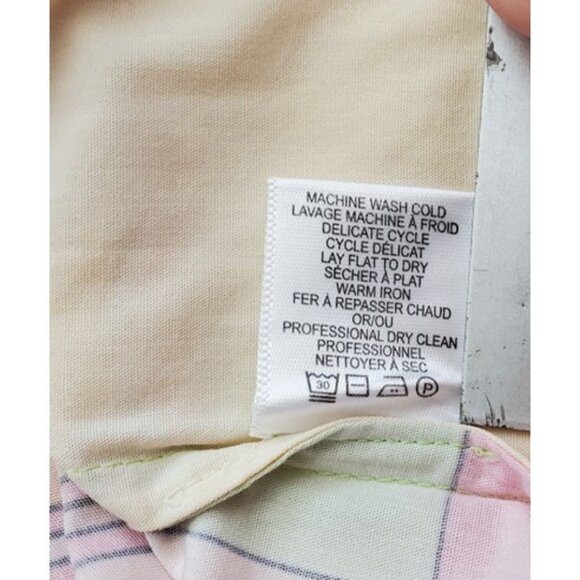 MACHINE WASH COLD
LAVAGE MACHINE À FROID
DELICATE CYCLE
CYCLE DÉLICAT
LAY FLAT TO DRY
SÉCHER À PLAT
WARM IRON
FER À REPASSER CHAUD
OR/OU
PROFESSIONAL DRY CLEAN
PROFESSIONNEL
NETTOYER À SEC
30 P